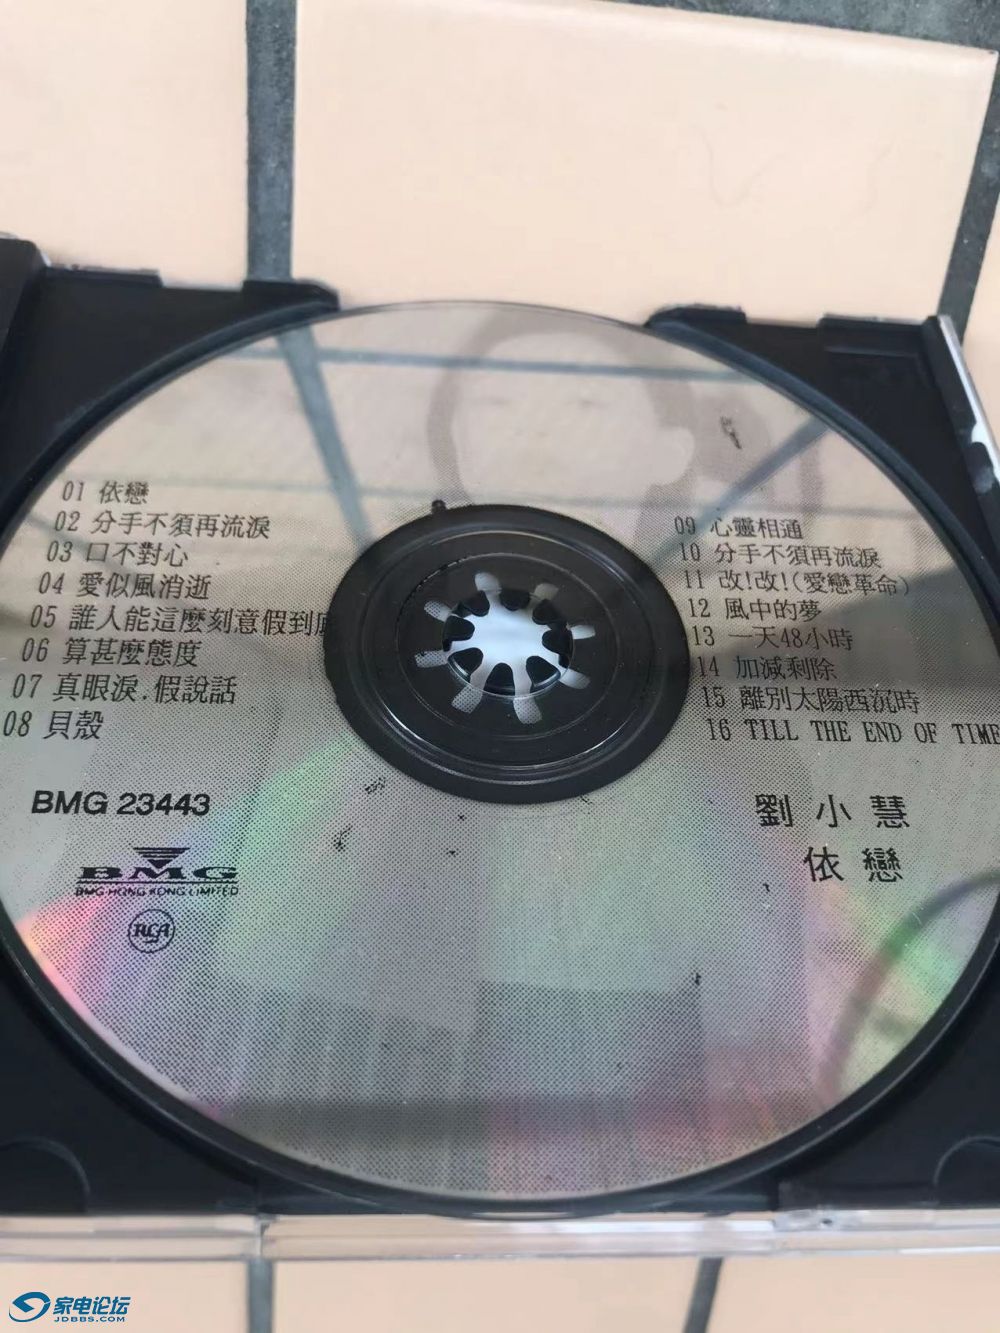 01 依戀
02 分手不須再流淚
03 口不對心
04 愛似風消逝
05 誰人能這麼刻意假到底
06 算甚麼態度
07 真眼淚.假說話
08 貝殼
09 心靈相通
10 分手不須再流淚
11 改!改!(愛戀革命)
12 風中的夢
13 一天48小時
14 加減乘除
15 離別太陽西沉時
16 TILL THE END OF TIME
BMG 23443
BMG
BMG HONG KONG LIMITED
RCA
劉小慧
依戀
家电论坛
JDBBS.COM